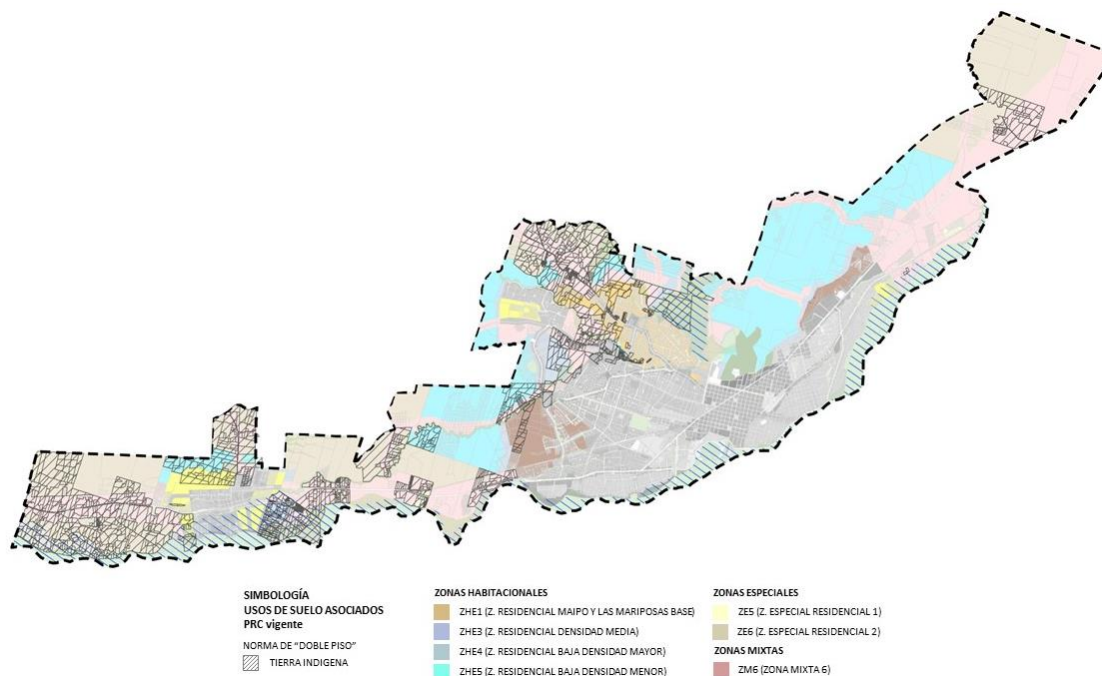 SIMBOLOGÍA
USOS DE SUELO ASOCIADOS
PRC vigente
NORMA DE “DOBLE PISO”
TIERRA INDIGENA
ZONAS HABITACIONALES
ZHE1 (Z. RESIDENCIAL MAIPO Y LAS MARIPOSAS BASE)
ZHE3 (Z. RESIDENCIAL DENSIDAD MEDIA)
ZHE4 (Z. RESIDENCIAL BAJA DENSIDAD MAYOR)
ZHE5 (Z. RESIDENCIAL BAJA DENSIDAD MENOR)
ZONAS ESPECIALES
ZE5 (Z. ESPECIAL RESIDENCIAL 1)
ZE6 (Z. ESPECIAL RESIDENCIAL 2)
ZONAS MIXTAS
ZM6 (ZONA MIXTA 6)